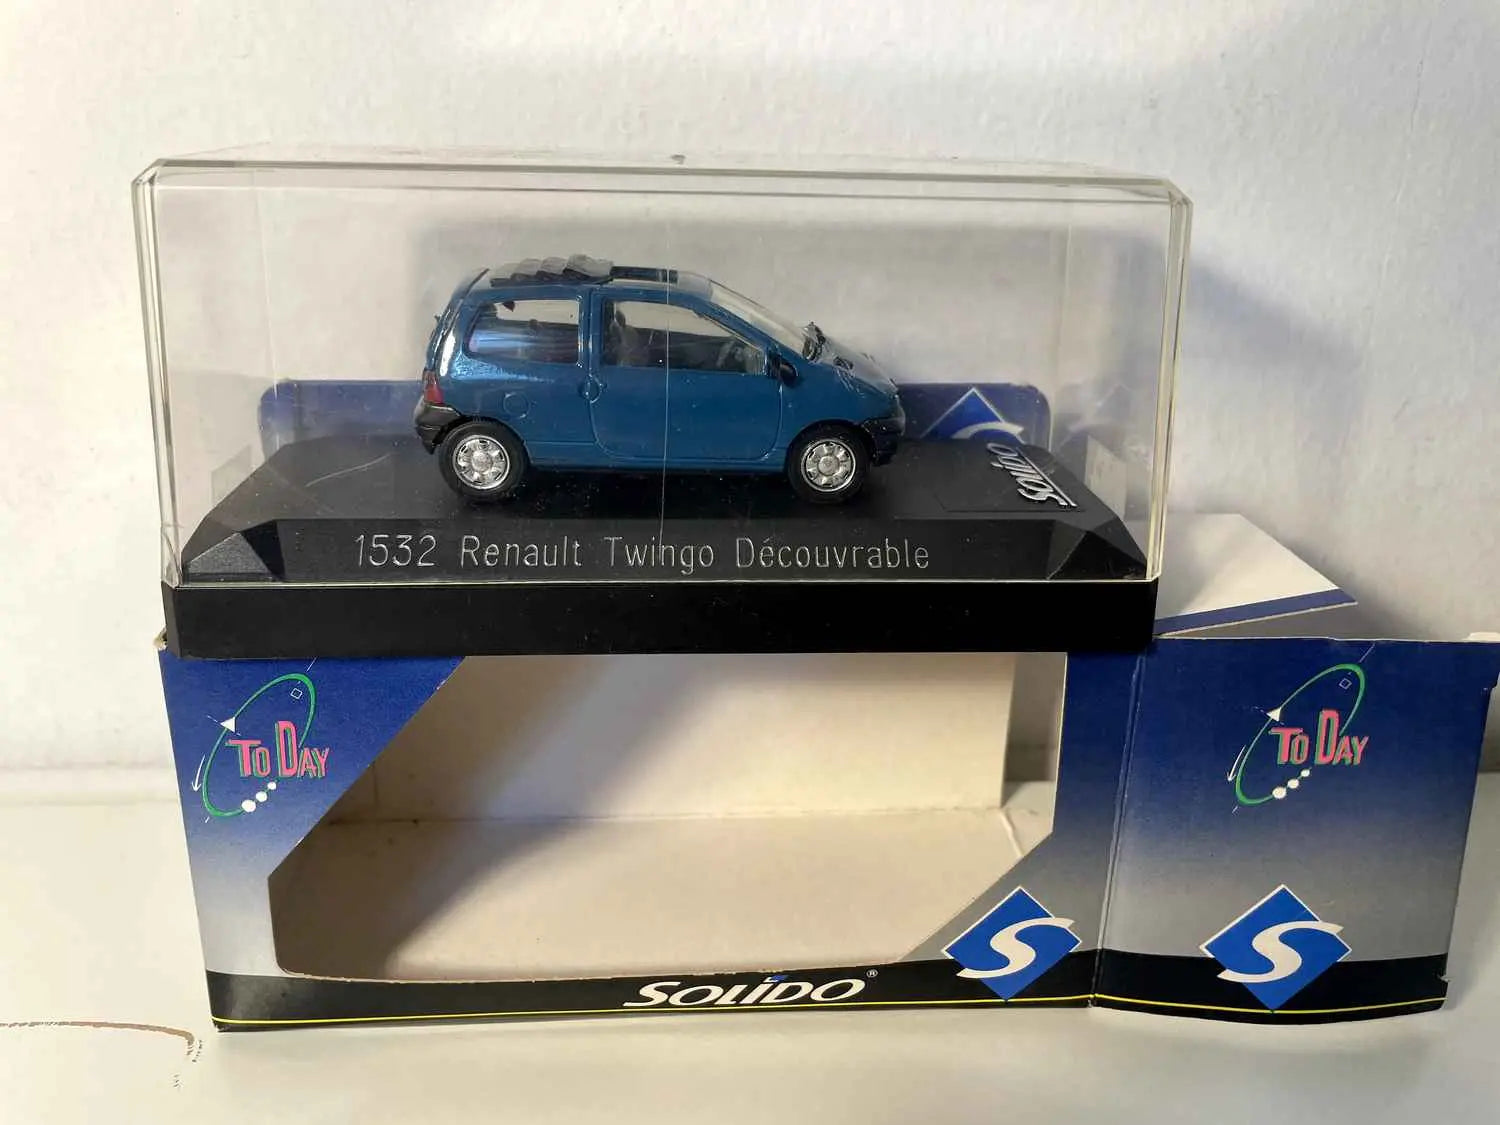 SOLIDO
1532 Renault Twingo Découvrable
TO DAY
TO DAY
S
S
SOLIDO®